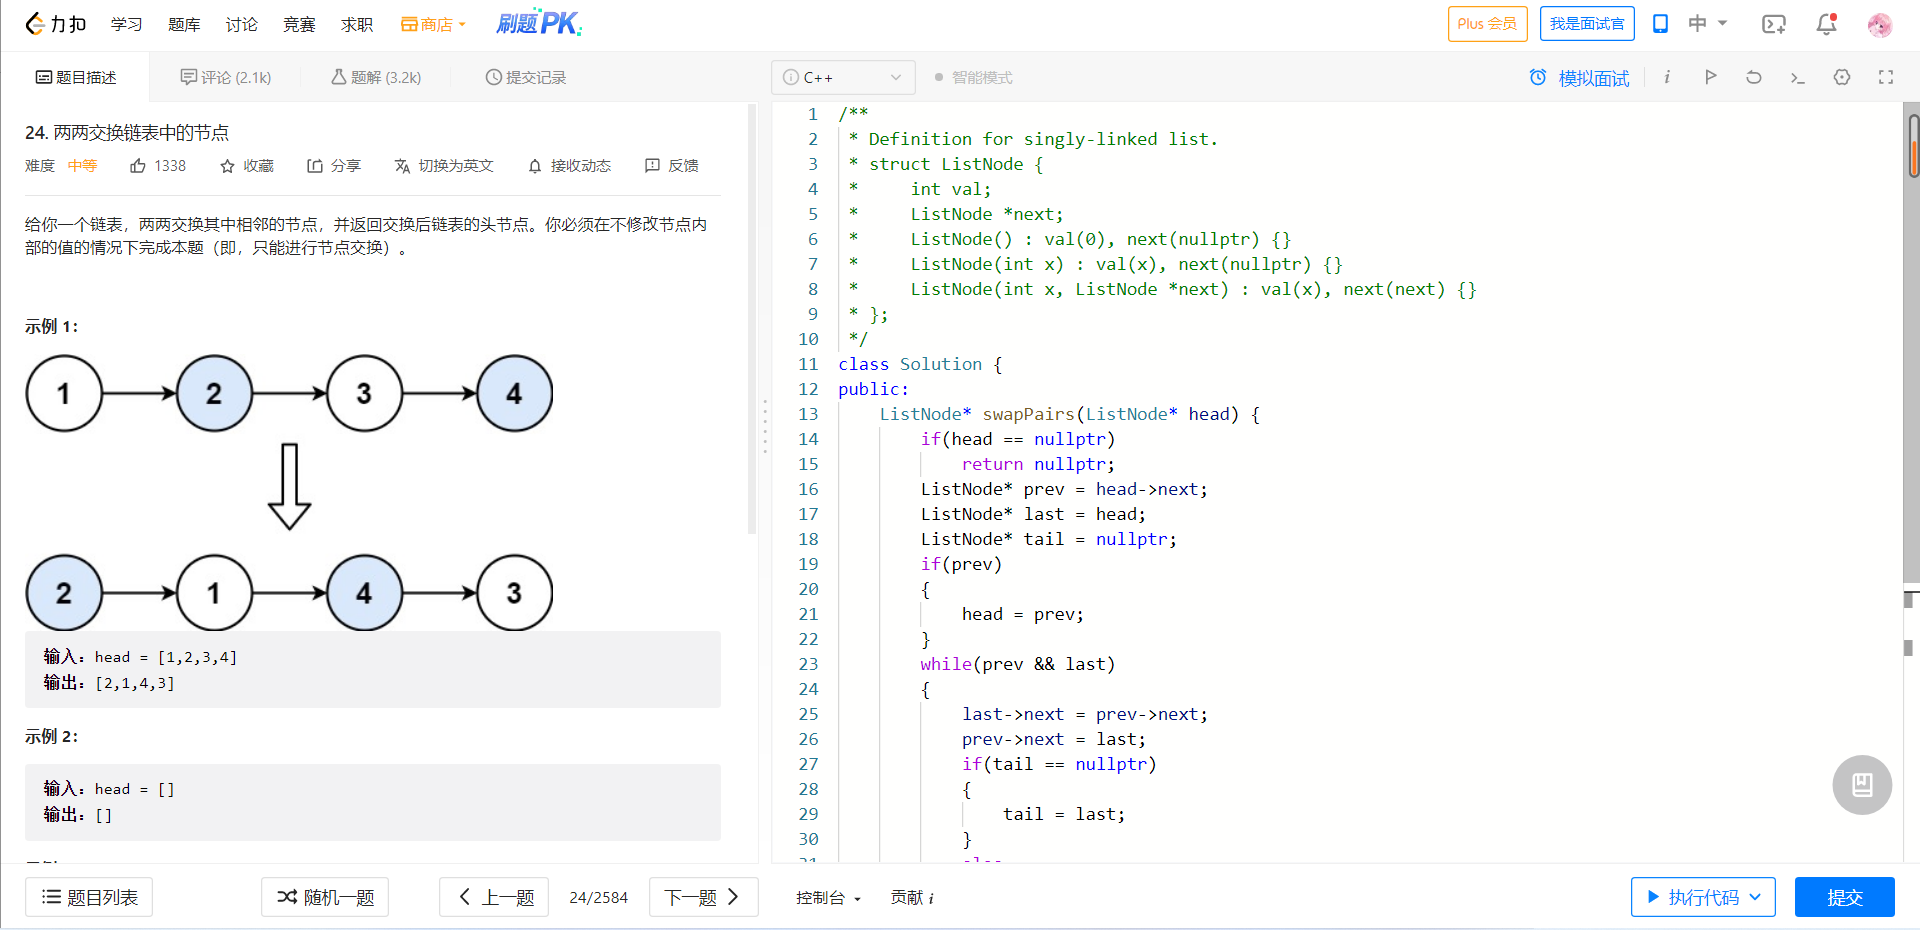 力扣 学习 题库 讨论 竞赛 求职 商店 刷题PK Plus 会员 我是面试官 中
题目描述 评论 (2.1k) 题解 (3.2k) 提交记录
24. 两两交换链表中的节点
难度 中等 1338 收藏 分享 切换为英文 接收动态 反馈
给你一个链表，两两交换其中相邻的节点，并返回交换后链表的头节点。你必须在不修改节点内
部的值的情况下完成本题（即，只能进行节点交换）。
示例 1：
1 2 3 4
2 1 4 3
输入：head = [1,2,3,4]
输出：[2,1,4,3]
示例 2：
输入：head = []
输出：[]
题目列表 随机一题 上一题 24/2584 下一题
i C++ 智能模式 模拟面试 i
1 /**
2 * Definition for singly-linked list.
3 * struct ListNode {
4 *     int val;
5 *     ListNode *next;
6 *     ListNode() : val(0), next(nullptr) {}
7 *     ListNode(int x) : val(x), next(nullptr) {}
8 *     ListNode(int x, ListNode *next) : val(x), next(next) {}
9 * };
10 */
11 class Solution {
12 public:
13     ListNode* swapPairs(ListNode* head) {
14         if(head == nullptr)
15             return nullptr;
16         ListNode* prev = head->next;
17         ListNode* last = head;
18         ListNode* tail = nullptr;
19         if(prev)
20         {
21             head = prev;
22         }
23         while(prev && last)
24         {
25             last->next = prev->next;
26             prev->next = last;
27             if(tail == nullptr)
28             {
29                 tail = last;
30             }
控制台 贡献 i 执行代码 提交